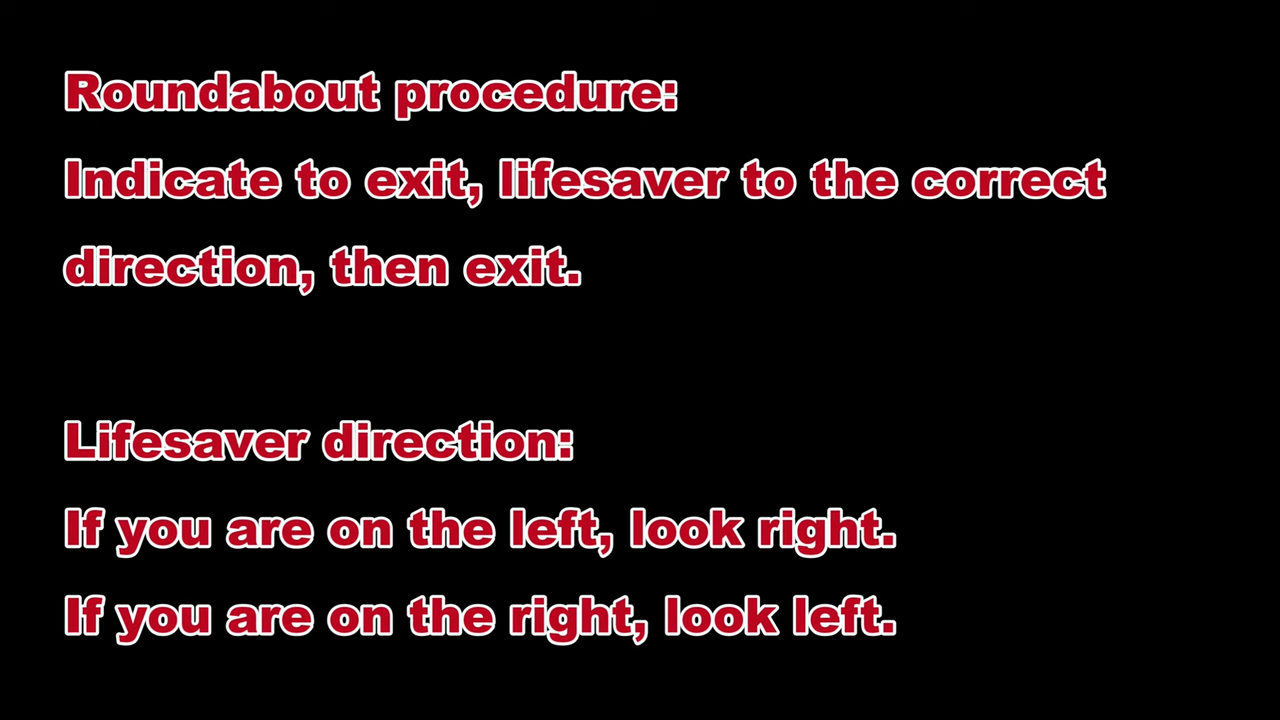 Roundabout procedure:
Indicate to exit, lifesaver to the correct
direction, then exit.
Lifesaver direction:
If you are on the left, look right.
If you are on the right, look left.